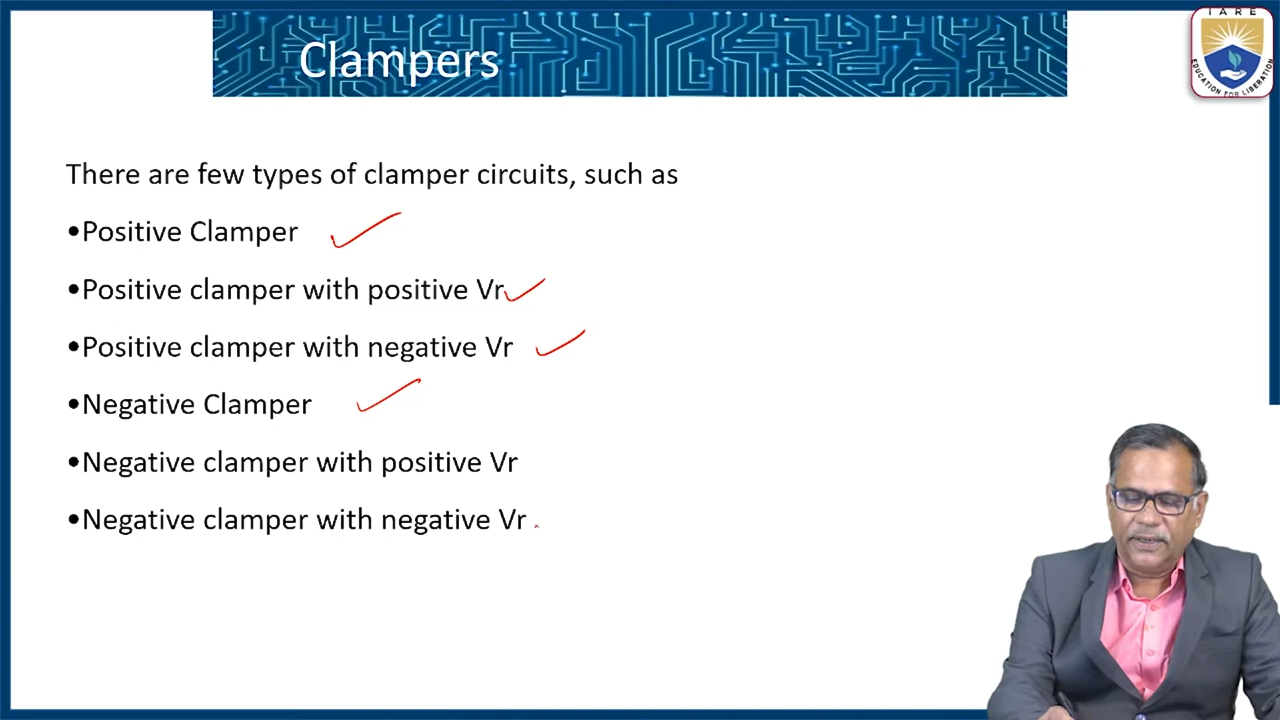 Clampers
IARE
EDUCATION FOR LIBERATION
There are few types of clamper circuits, such as
•Positive Clamper
•Positive clamper with positive Vr
•Positive clamper with negative Vr
•Negative Clamper
•Negative clamper with positive Vr
•Negative clamper with negative Vr